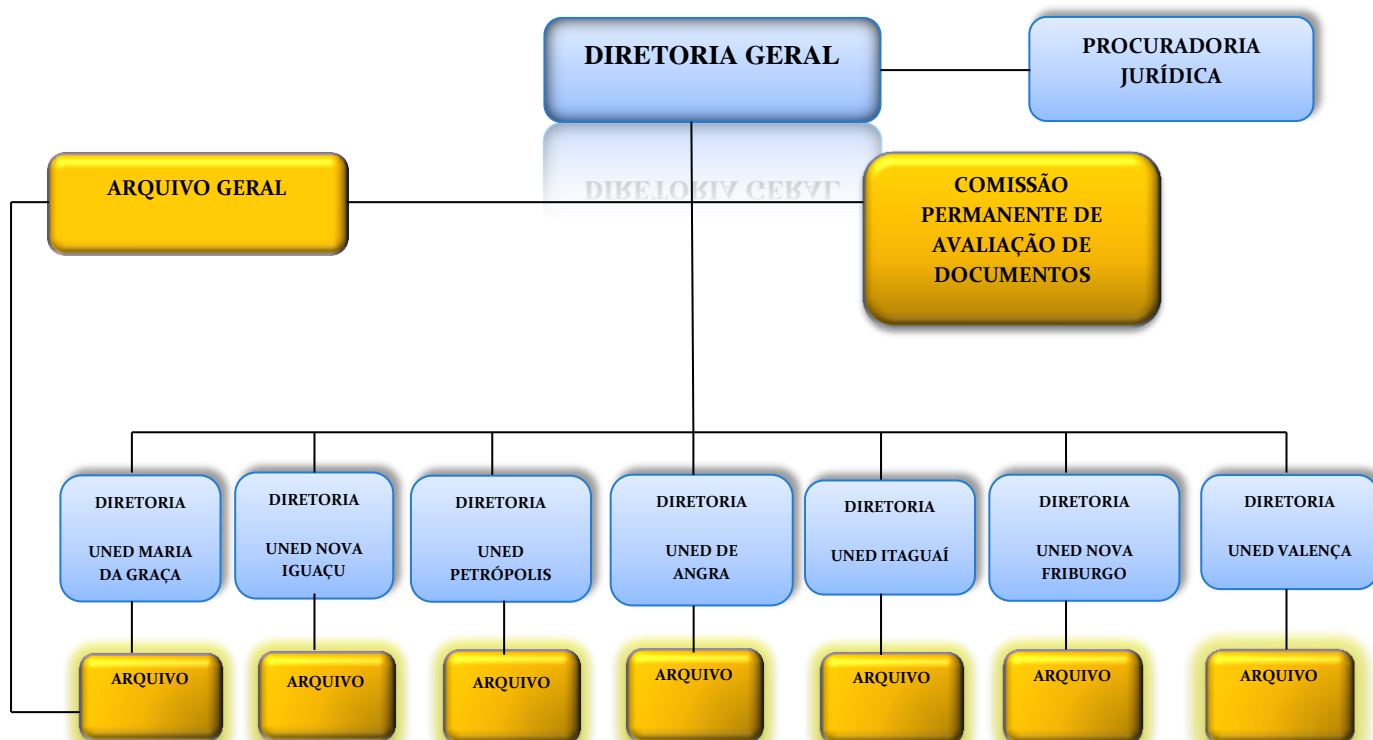 DIRETORIA GERAL
PROCURADORIA
JURÍDICA
DIRETORIA GERAL
ARQUIVO GERAL
COMISSÃO
PERMANENTE DE
AVALIAÇÃO DE
DOCUMENTOS
DIRETORIA
UNED MARIA
DA GRAÇA
DIRETORIA
UNED NOVA
IGUAÇU
DIRETORIA
UNED
PETRÓPOLIS
DIRETORIA
UNED DE
ANGRA
DIRETORIA
UNED ITAGUAÍ
DIRETORIA
UNED NOVA
FRIBURGO
DIRETORIA
UNED VALENÇA
ARQUIVO
ARQUIVO
ARQUIVO
ARQUIVO
ARQUIVO
ARQUIVO
ARQUIVO